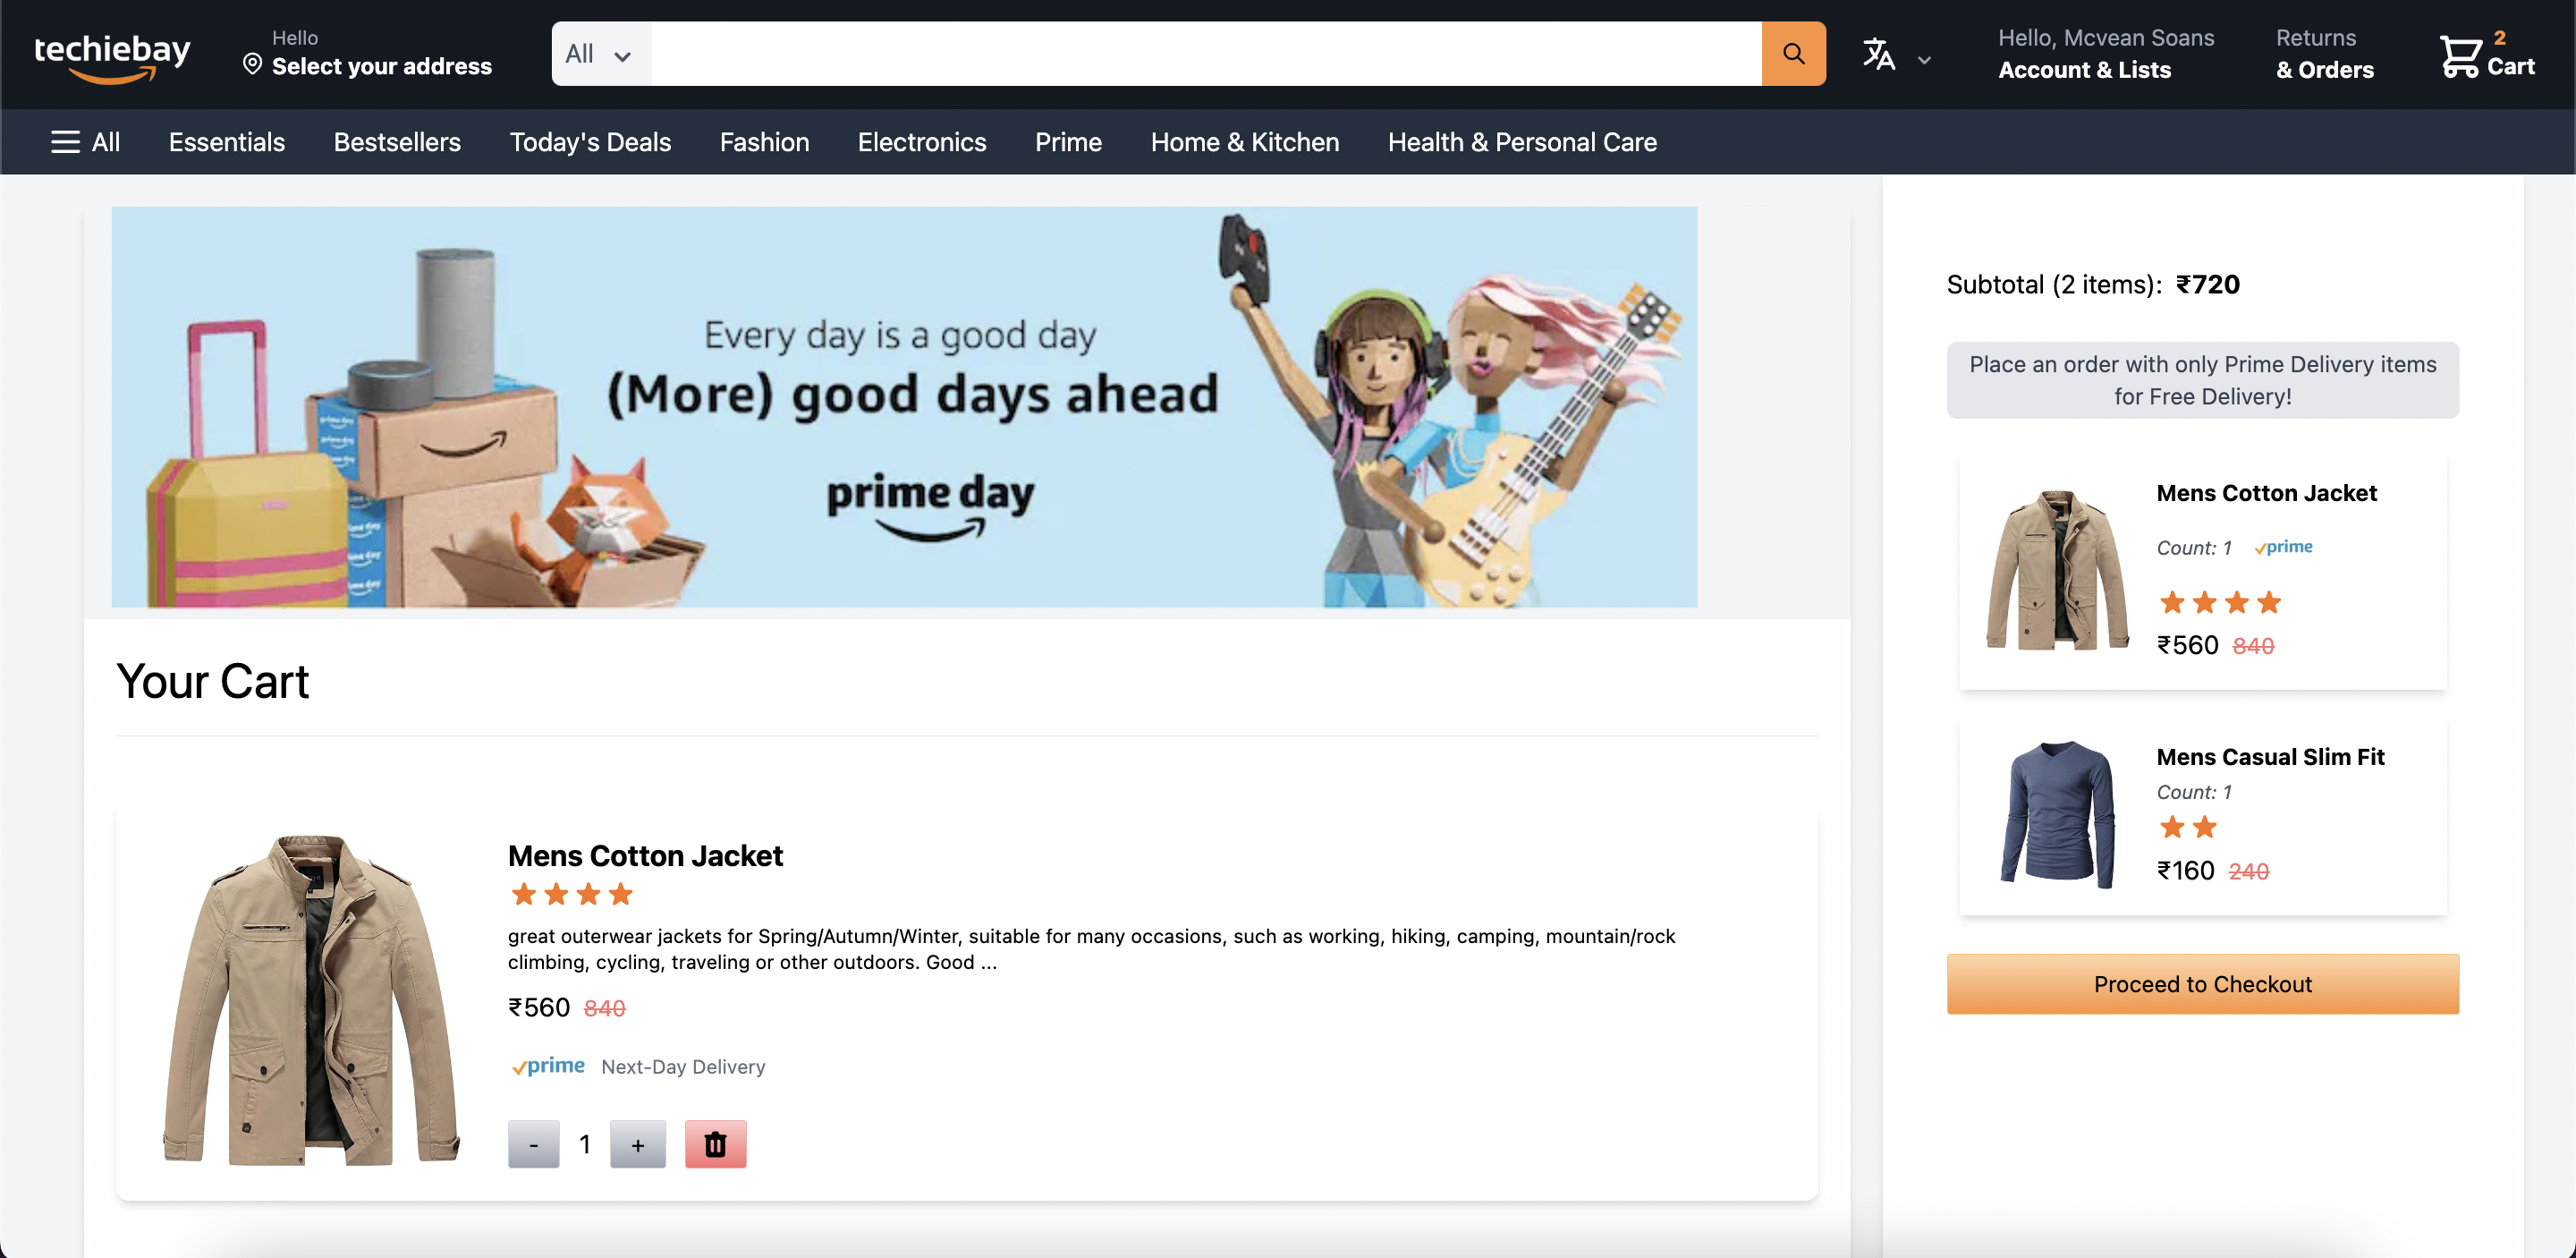 techiebay
Hello
Select your address
All
Hello, Mcvean Soans
Account & Lists
Returns
& Orders
2
Cart
All
Essentials
Bestsellers
Today's Deals
Fashion
Electronics
Prime
Home & Kitchen
Health & Personal Care
Every day is a good day
(More) good days ahead
prime day
Your Cart
Mens Cotton Jacket
great outerwear jackets for Spring/Autumn/Winter, suitable for many occasions, such as working, hiking, camping, mountain/rock
climbing, cycling, traveling or other outdoors. Good ...
₹560 840
prime Next-Day Delivery
- 1 +
Subtotal (2 items): ₹720
Place an order with only Prime Delivery items
for Free Delivery!
Mens Cotton Jacket
Count: 1 prime
₹560 840
Mens Casual Slim Fit
Count: 1
₹160 240
Proceed to Checkout